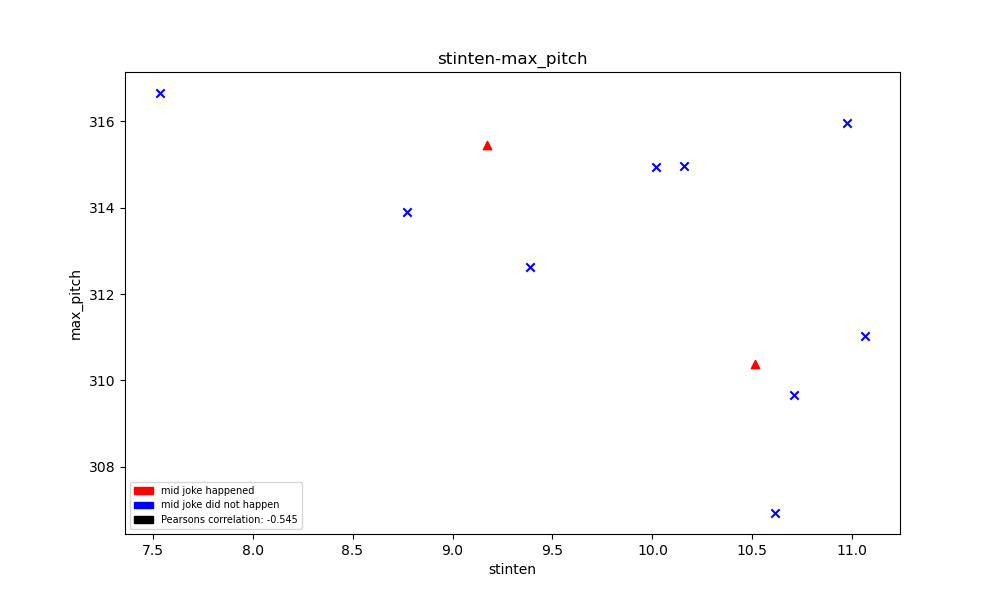 stinten-max_pitch
max_pitch
316
314
312
310
308
mid joke happened
mid joke did not happen
Pearsons correlation: -0.545
7.5 8.0 8.5 9.0 9.5 10.0 10.5 11.0
stinten